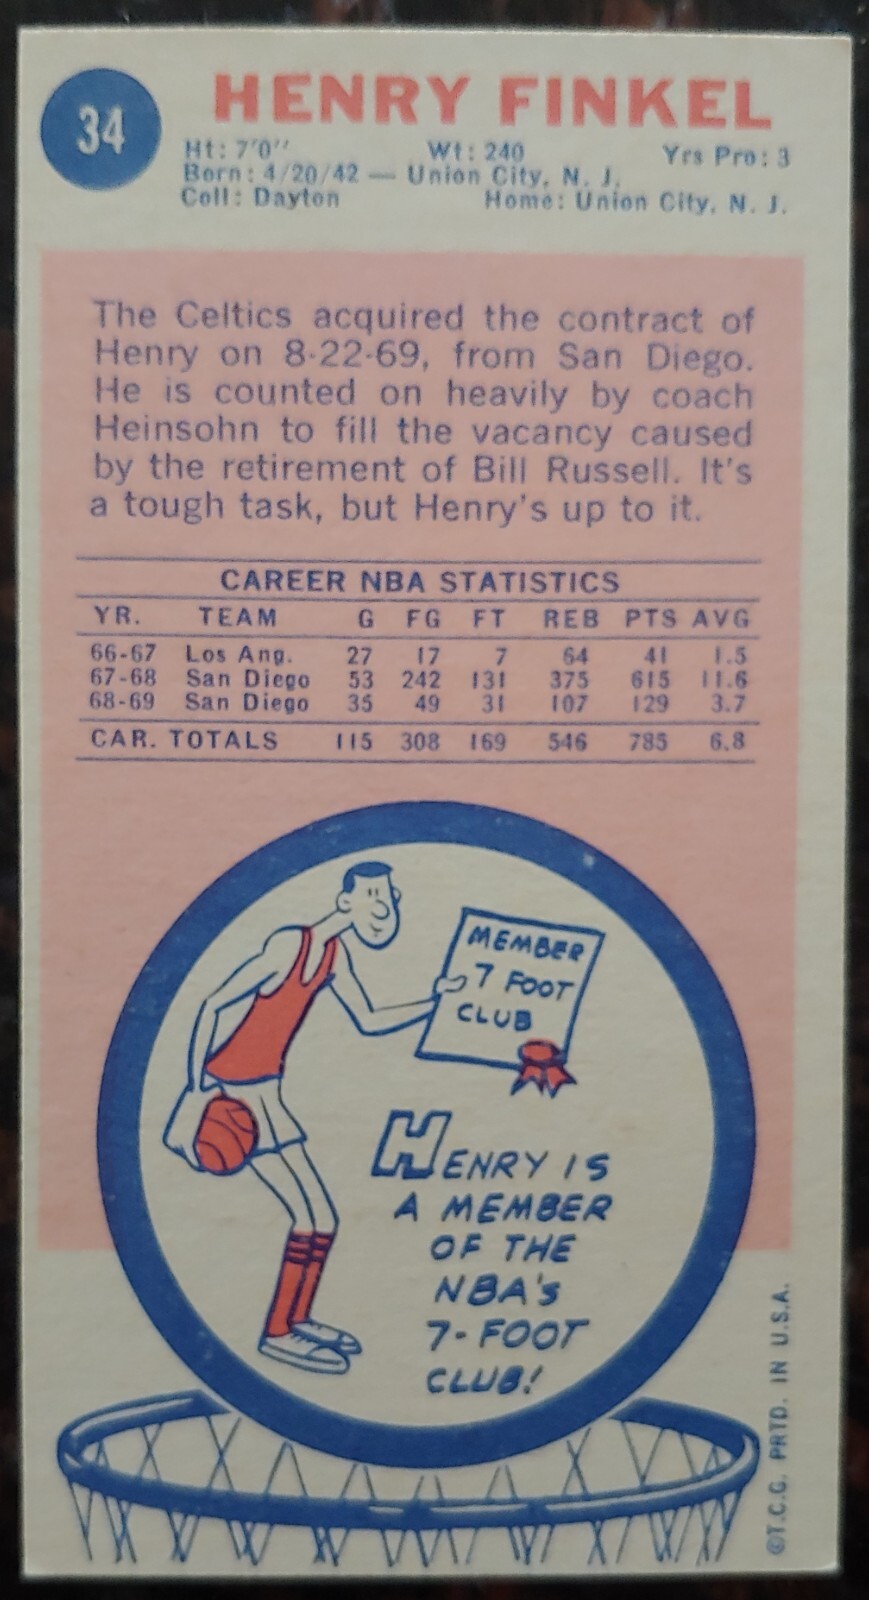 34
HENRY FINKEL
Ht: 7'0" Wt: 240 Yrs Pro: 3
Born: 4/20/42 — Union City, N. J.
Coll: Dayton Home: Union City, N. J.
The Celtics acquired the contract of
Henry on 8-22-69, from San Diego.
He is counted on heavily by coach
Heinsohn to fill the vacancy caused
by the retirement of Bill Russell. It's
a tough task, but Henry's up to it.
CAREER NBA STATISTICS
YR. TEAM G FG FT REB PTS AVG
66-67 Los Ang. 27 17 7 64 41 1.5
67-68 San Diego 53 242 131 375 615 11.6
68-69 San Diego 35 49 31 107 129 3.7
CAR. TOTALS 115 308 169 546 785 6.8
MEMBER
7 FOOT
CLUB
HENRY IS
A MEMBER
OF THE
NBA's
7-FOOT
CLUB!
©T.C.G. PRTD. IN U.S.A.